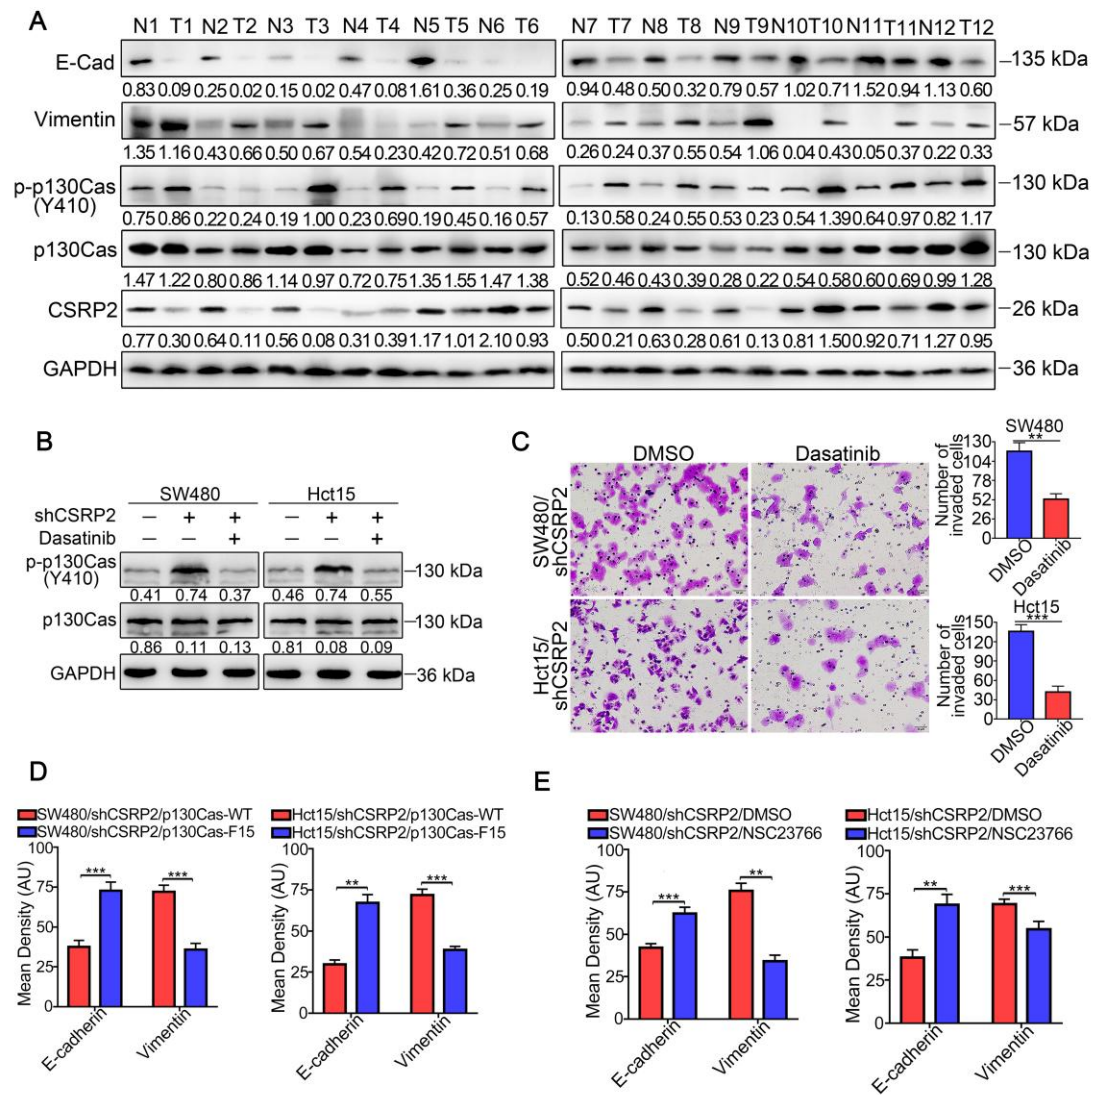 A
N1 T1 N2 T2 N3 T3 N4 T4 N5 T5 N6 T6 N7 T7 N8 T8 N9 T9 N10 T10 N11 T11 N12 T12
E-Cad
135 kDa
0.83 0.09 0.25 0.02 0.15 0.02 0.47 0.08 1.61 0.36 0.25 0.19 0.94 0.48 0.50 0.32 0.79 0.57 1.02 0.71 1.52 0.94 1.13 0.60
Vimentin
57 kDa
1.35 1.16 0.43 0.66 0.50 0.67 0.54 0.23 0.42 0.72 0.51 0.68 0.26 0.24 0.37 0.55 0.54 1.06 0.04 0.43 0.05 0.37 0.22 0.33
p-p130Cas
(Y410)
130 kDa
0.75 0.86 0.22 0.24 0.19 1.00 0.23 0.69 0.19 0.45 0.16 0.57 0.13 0.58 0.24 0.55 0.53 0.23 0.54 1.39 0.64 0.97 0.82 1.17
p130Cas
130 kDa
1.47 1.22 0.80 0.86 1.14 0.97 0.72 0.75 1.35 1.55 1.47 1.38 0.52 0.46 0.43 0.39 0.28 0.22 0.54 0.58 0.60 0.69 0.99 1.28
CSRP2
26 kDa
0.77 0.30 0.64 0.11 0.56 0.08 0.31 0.39 1.17 1.01 2.10 0.93 0.50 0.21 0.63 0.28 0.61 0.13 0.81 1.50 0.92 0.71 1.27 0.95
GAPDH
36 kDa
B
SW480 Hct15
shCSRP2 – + + – + +
Dasatinib – – + – – +
p-p130Cas
(Y410)
130 kDa
0.41 0.74 0.37 0.46 0.74 0.55
p130Cas
130 kDa
0.86 0.11 0.13 0.81 0.08 0.09
GAPDH
36 kDa
C
DMSO Dasatinib
SW480/
shCSRP2
Hct15/
shCSRP2
SW480
**
Number of
invaded cells
130
104
78
52
26
0
DMSO
Dasatinib
Hct15
***
Number of
invaded cells
150
120
90
60
30
0
DMSO
Dasatinib
D
SW480/shCSRP2/p130Cas-WT
SW480/shCSRP2/p130Cas-F15
Mean Density (AU)
100
75
50
25
0
*** ***
E-cadherin Vimentin
Hct15/shCSRP2/p130Cas-WT
Hct15/shCSRP2/p130Cas-F15
Mean Density (AU)
100
75
50
25
0
** ***
E-cadherin Vimentin
E
SW480/shCSRP2/DMSO
SW480/shCSRP2/NSC23766
Mean Density (AU)
100
75
50
25
0
*** **
E-cadherin Vimentin
Hct15/shCSRP2/DMSO
Hct15/shCSRP2/NSC23766
Mean Density (AU)
100
75
50
25
0
** ***
E-cadherin Vimentin